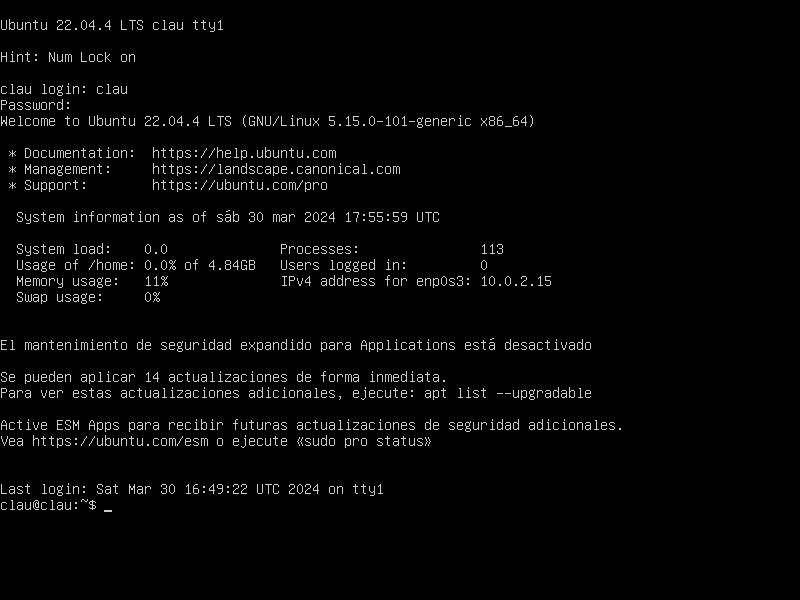 Ubuntu 22.04.4 LTS clau tty1
Hint: Num Lock on
clau login: clau
Password:
Welcome to Ubuntu 22.04.4 LTS (GNU/Linux 5.15.0-101-generic x86_64)
* Documentation:  https://help.ubuntu.com
* Management:     https://landscape.canonical.com
* Support:        https://ubuntu.com/pro
System information as of sáb 30 mar 2024 17:55:59 UTC
System load:    0.0              Processes:               113
Usage of /home: 0.0% of 4.84GB   Users logged in:         0
Memory usage:   11%              IPv4 address for enp0s3: 10.0.2.15
Swap usage:     0%
El mantenimiento de seguridad expandido para Applications está desactivado
Se pueden aplicar 14 actualizaciones de forma inmediata.
Para ver estas actualizaciones adicionales, ejecute: apt list --upgradable
Active ESM Apps para recibir futuras actualizaciones de seguridad adicionales.
Vea https://ubuntu.com/esm o ejecute «sudo pro status»
Last login: Sat Mar 30 16:49:22 UTC 2024 on tty1
clau@clau:~$ _